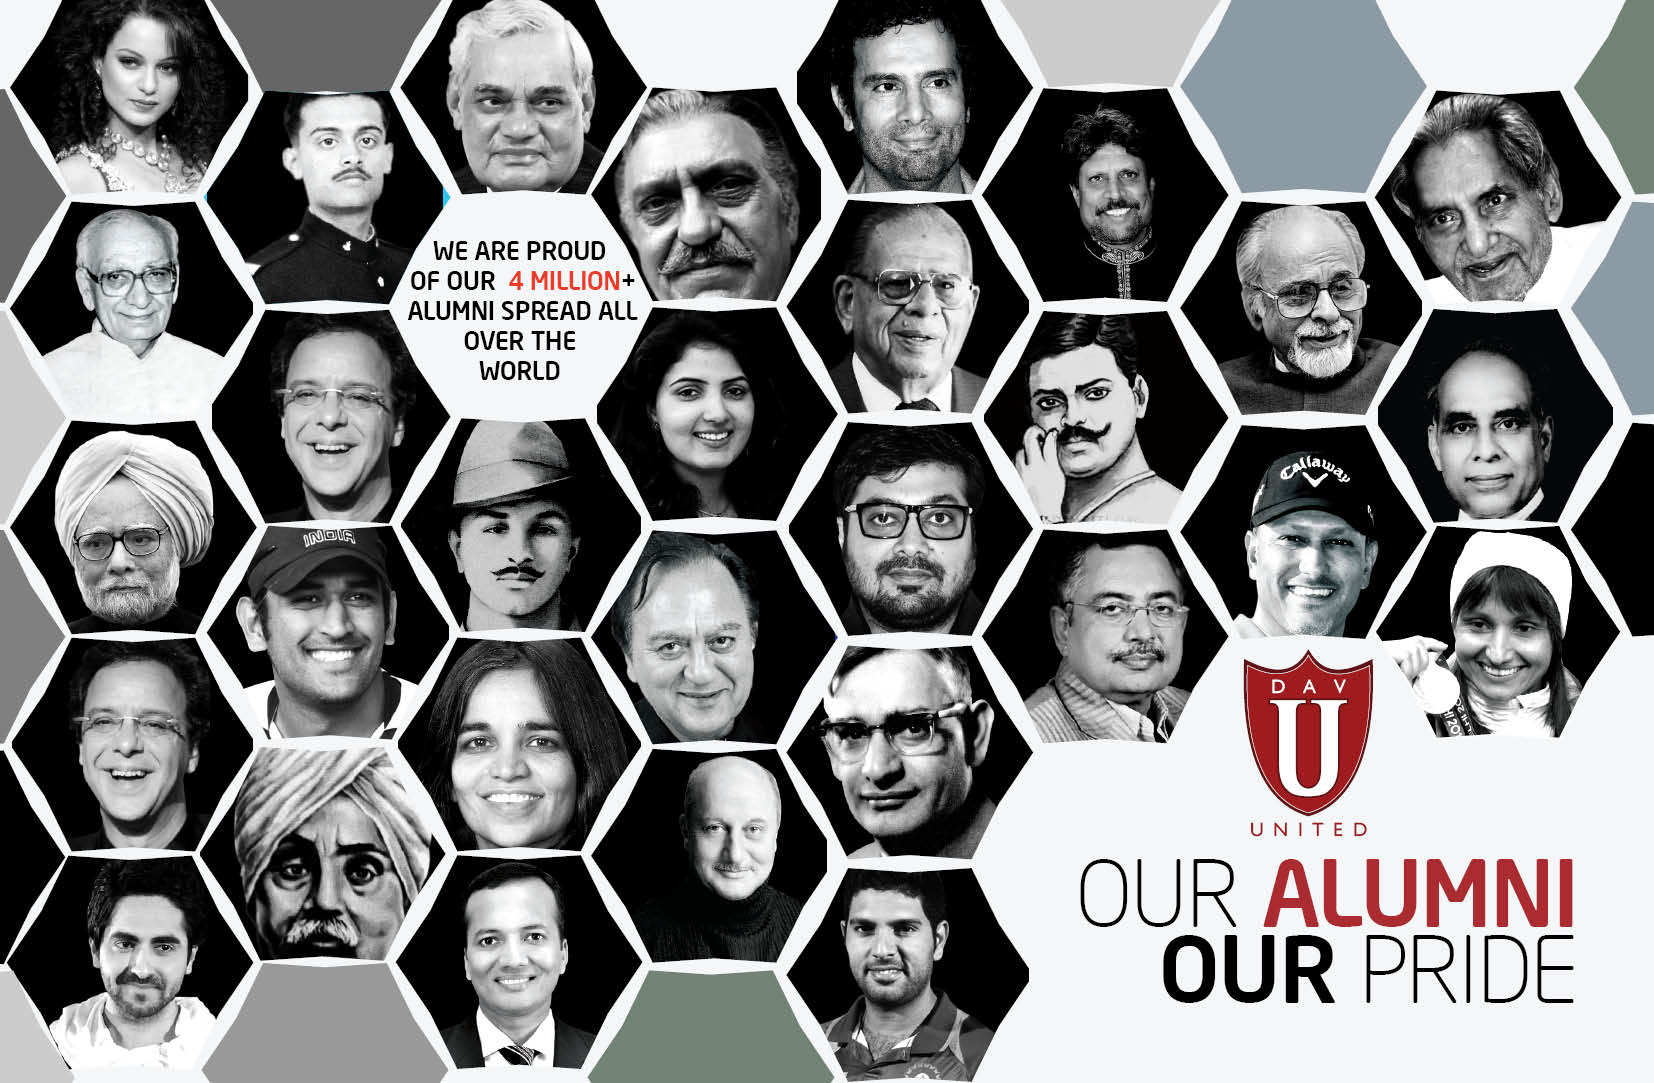 WE ARE PROUD
OF OUR 4 MILLION+
ALUMNI SPREAD ALL
OVER THE
WORLD
Callaway
INDIA
DAV
U
UNITED
OUR ALUMNI
OUR PRIDE